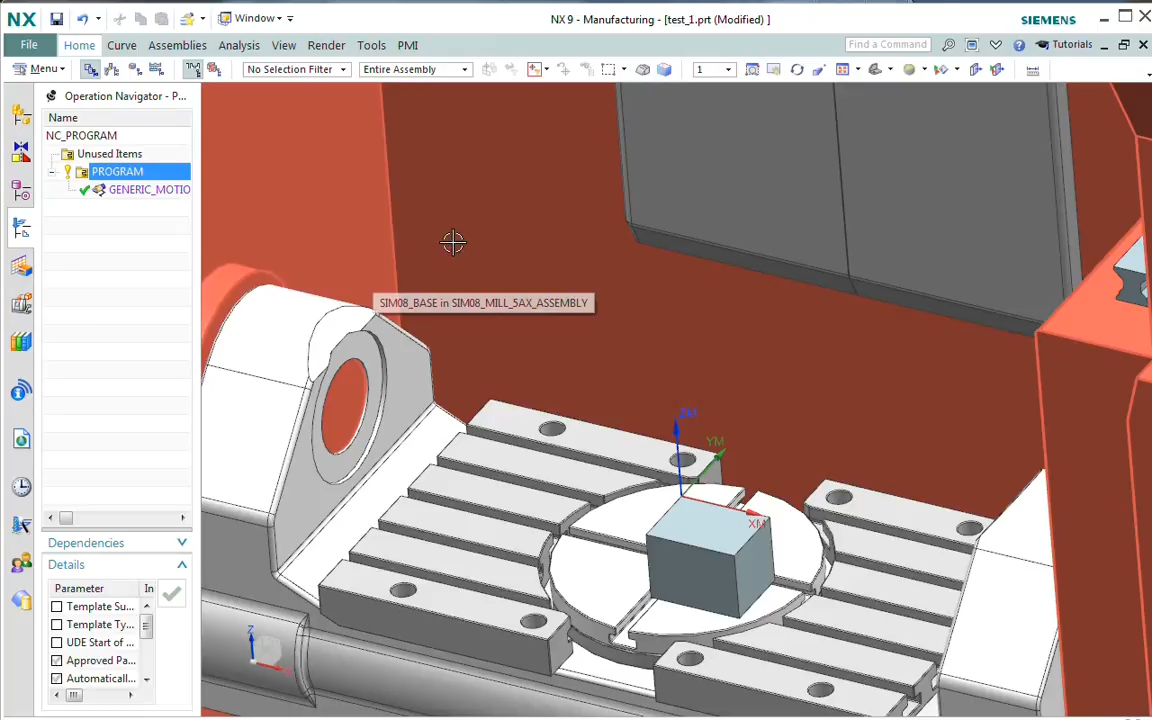 NX
Window
NX 9 - Manufacturing - [test_1.prt (Modified) ]
SIEMENS
File
Home
Curve
Assemblies
Analysis
View
Render
Tools
PMI
Find a Command
Tutorials
Menu
No Selection Filter
Entire Assembly
1
Operation Navigator - P...
Name
NC_PROGRAM
Unused Items
PROGRAM
GENERIC_MOTIO
SIM08_BASE in SIM08_MILL_5AX_ASSEMBLY
ZM
YM
XM
Dependencies
Details
Parameter
In
Template Su...
Template Ty...
UDE Start of ...
Approved Pa...
Automaticall...
Z